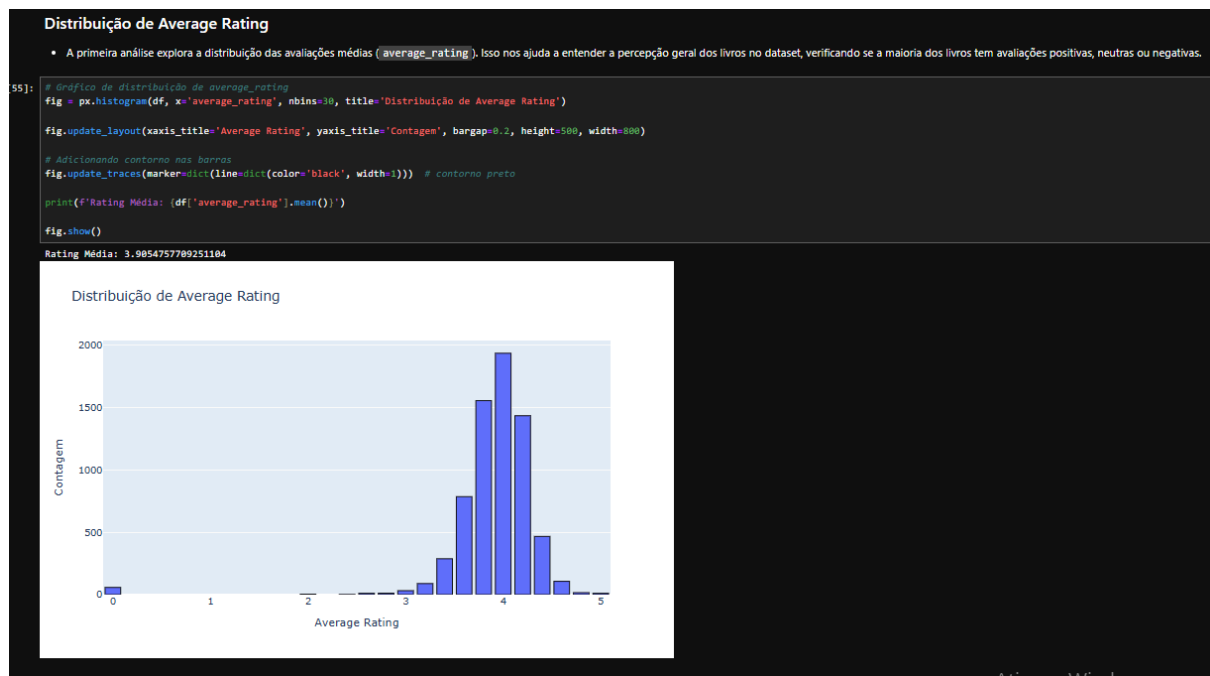 Distribuição de Average Rating
• A primeira análise explora a distribuição das avaliações médias ( average_rating ). Isso nos ajuda a entender a percepção geral dos livros no dataset, verificando se a maioria dos livros tem avaliações positivas, neutras ou negativas.
[55]:
# Gráfico de distribuição de average_rating
fig = px.histogram(df, x='average_rating', nbins=30, title='Distribuição de Average Rating')
fig.update_layout(xaxis_title='Average Rating', yaxis_title='Contagem', bargap=0.2, height=500, width=800)
# Adicionando contorno nas barras
fig.update_traces(marker=dict(line=dict(color='black', width=1)))  # contorno preto
print(f'Rating Média: {df['average_rating'].mean()}')
fig.show()
Rating Média: 3.9054757709251104
Distribuição de Average Rating
2000
1500
1000
500
0
Contagem
0 1 2 3 4 5
Average Rating